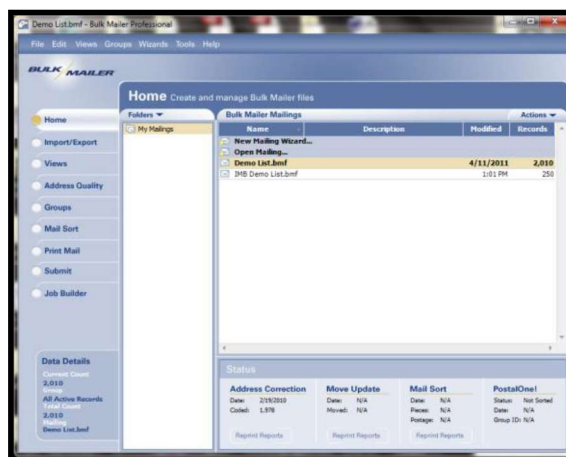 Demo List.bmf - Bulk Mailer Professional
File Edit Views Groups Wizards Tools Help
BULK MAILER
Home Create and manage Bulk Mailer files
Home
Import/Export
Views
Address Quality
Groups
Mail Sort
Print Mail
Submit
Job Builder
Folders
My Mailings
Bulk Mailer Mailings Actions
Name Description Modified Records
New Mailing Wizard...
Open Mailing...
Demo List.bmf 4/11/2011 2,010
IMB Demo List.bmf 1:01 PM 250
Data Details
Current Count
2,010
Group
All Active Records
Total Count
2,010
Mailing
Demo List.bmf
Status
Address Correction Move Update Mail Sort PostalOne!
Date: 2/19/2010 Date: N/A Date: N/A Status: Not Sorted
Coded: 1,978 Moved: N/A Pieces: N/A Date: N/A
Postage: N/A Group ID: N/A
Reprint Reports Reprint Reports Reprint Reports